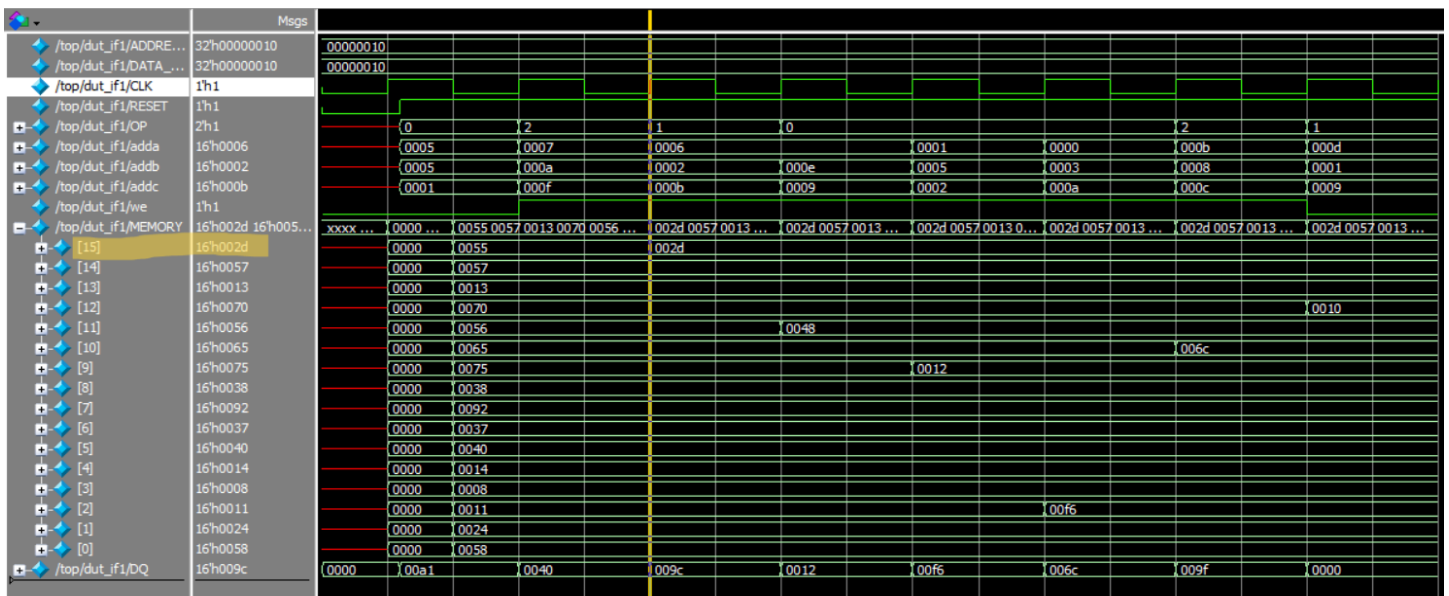 Msgs
/top/dut_if1/ADDRE... 32'h00000010 00000010
/top/dut_if1/DATA_... 32'h00000010 00000010
/top/dut_if1/CLK 1'h1
/top/dut_if1/RESET 1'h1
/top/dut_if1/OP 2'h1 0 2 1 0 2 1
/top/dut_if1/adda 16'h0006 0005 0007 0006 0001 0000 000b 000d
/top/dut_if1/addb 16'h0002 0005 000a 0002 000e 0005 0003 0008 0001
/top/dut_if1/addc 16'h000b 0001 000f 000b 0009 0002 000a 000c 0009
/top/dut_if1/we 1'h1
/top/dut_if1/MEMORY 16'h002d 16'h005... xxxx ... 0000 ... 0055 0057 0013 0070 0056 ... 002d 0057 0013 ... 002d 0057 0013 ... 002d 0057 0013 0... 002d 0057 0013 ... 002d 0057 0013 ... 002d 0057 0013 ...
[15] 16'h002d 0000 0055 002d
[14] 16'h0057 0000 0057
[13] 16'h0013 0000 0013
[12] 16'h0070 0000 0070 0010
[11] 16'h0056 0000 0056 0048
[10] 16'h0065 0000 0065 006c
[9] 16'h0075 0000 0075 0012
[8] 16'h0038 0000 0038
[7] 16'h0092 0000 0092
[6] 16'h0037 0000 0037
[5] 16'h0040 0000 0040
[4] 16'h0014 0000 0014
[3] 16'h0008 0000 0008
[2] 16'h0011 0000 0011 00f6
[1] 16'h0024 0000 0024
[0] 16'h0058 0000 0058
/top/dut_if1/DQ 16'h009c 0000 00a1 0040 009c 0012 00f6 006c 009f 0000